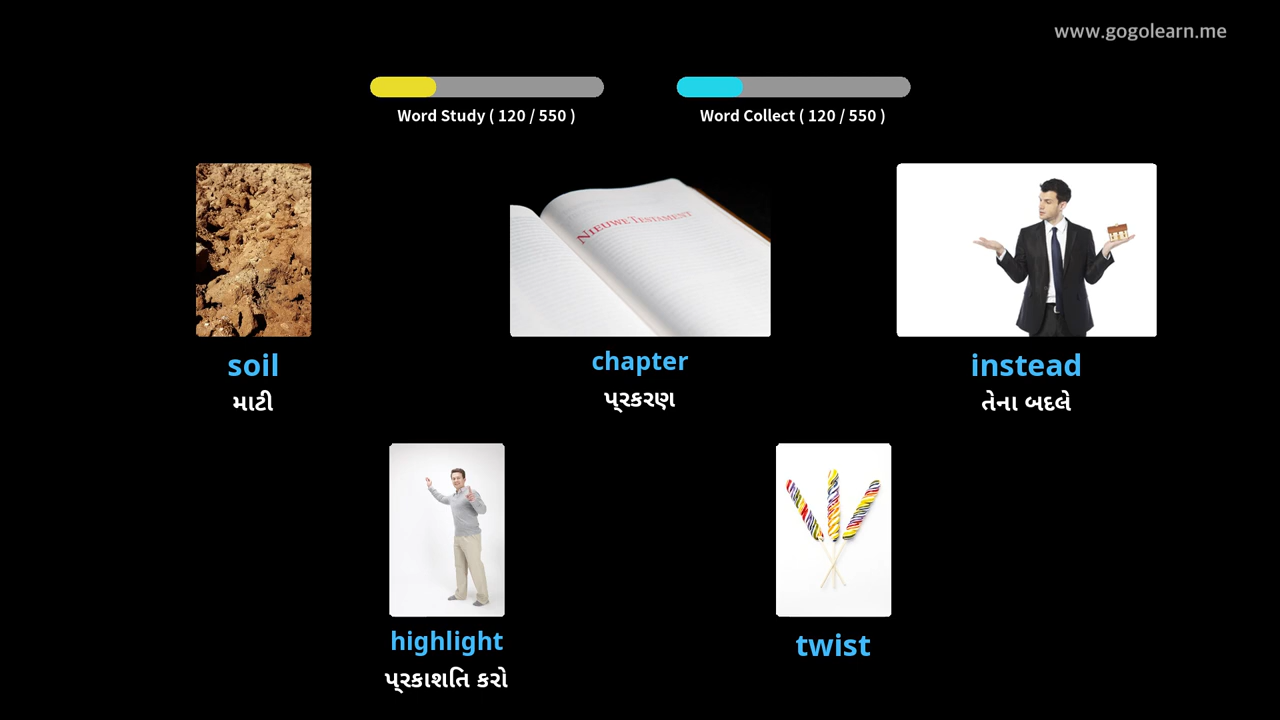 www.gogolearn.me
Word Study ( 120 / 550 )
Word Collect ( 120 / 550 )
NIEUWE TESTAMENT
soil
માટી
chapter
પ્રકરણ
instead
તેના બદલે
highlight
પ્રકાશતિ કરો
twist